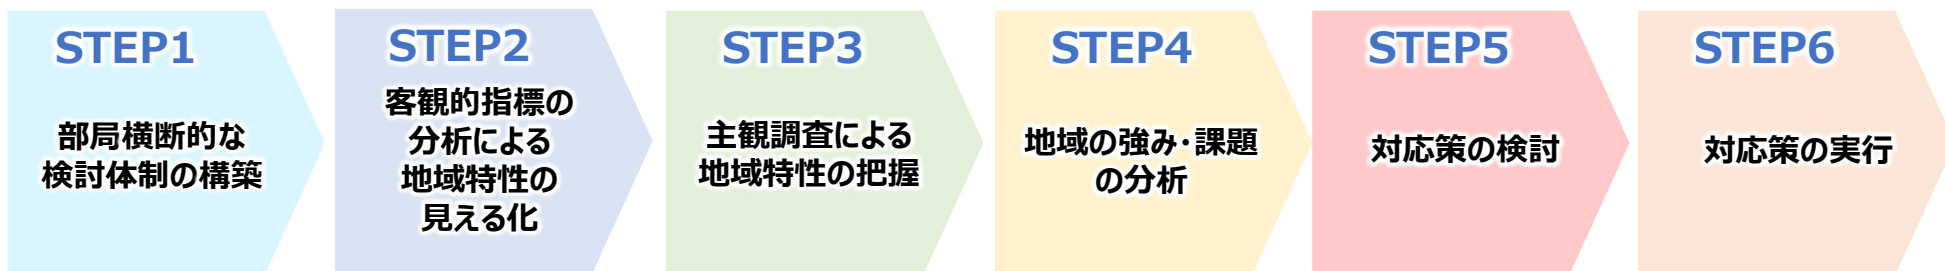 STEP1
部局横断的な
検討体制の構築
STEP2
客観的指標の
分析による
地域特性の
見える化
STEP3
主観調査による
地域特性の把握
STEP4
地域の強み・課題
の分析
STEP5
対応策の検討
STEP6
対応策の実行